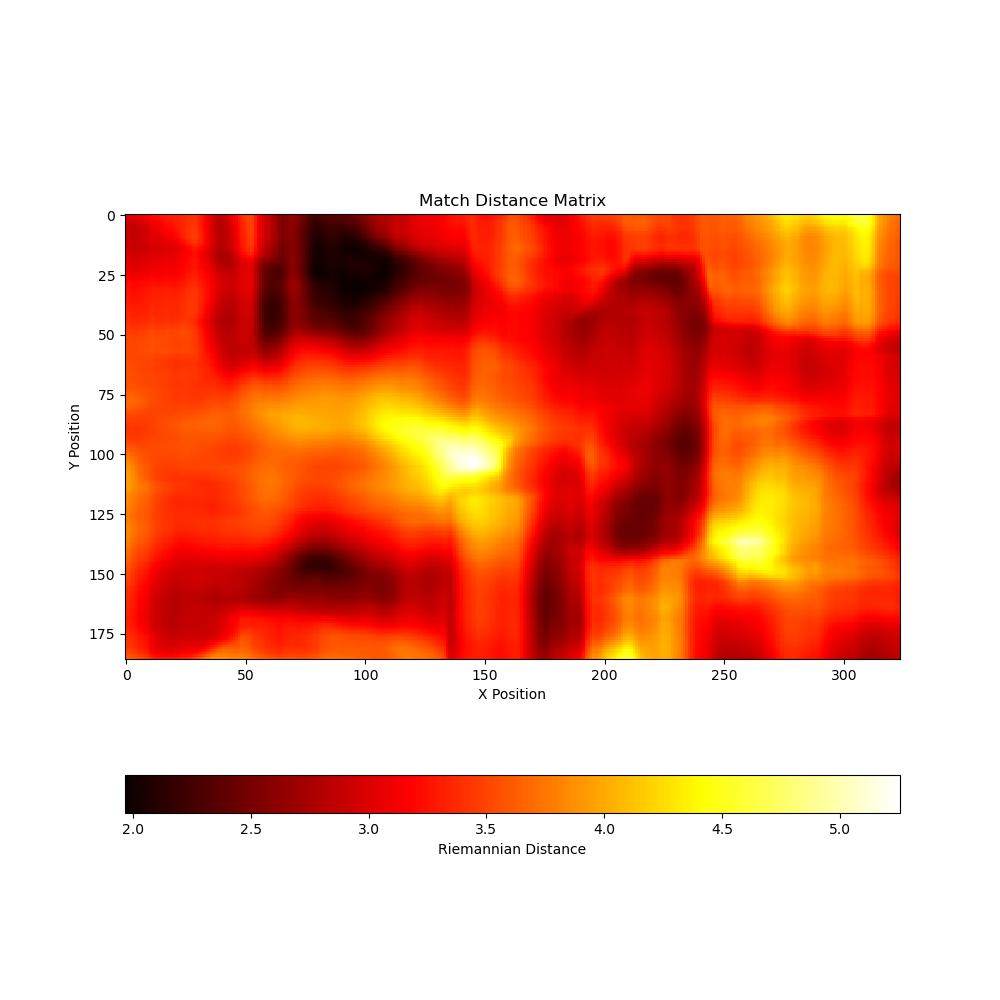 Match Distance Matrix
0
25
50
75
100
125
150
175
Y Position
0 50 100 150 200 250 300
X Position
2.0 2.5 3.0 3.5 4.0 4.5 5.0
Riemannian Distance